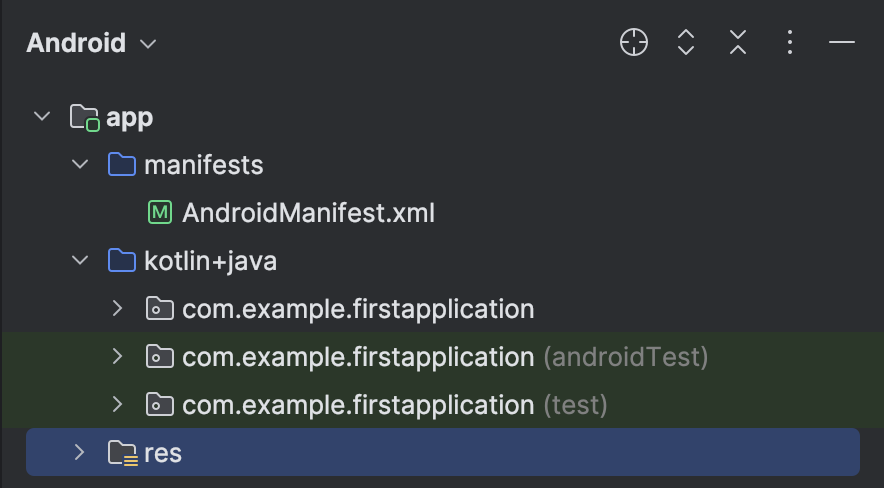 Android
app
manifests
M AndroidManifest.xml
kotlin+java
com.example.firstapplication
com.example.firstapplication (androidTest)
com.example.firstapplication (test)
res